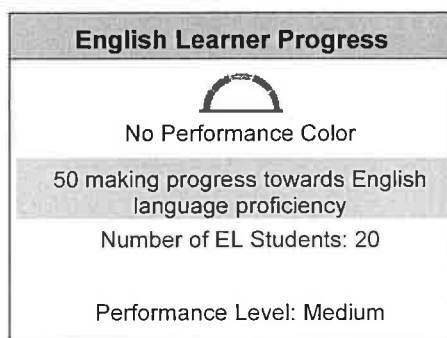 English Learner Progress
No Performance Color
50 making progress towards English
language proficiency
Number of EL Students: 20
Performance Level: Medium